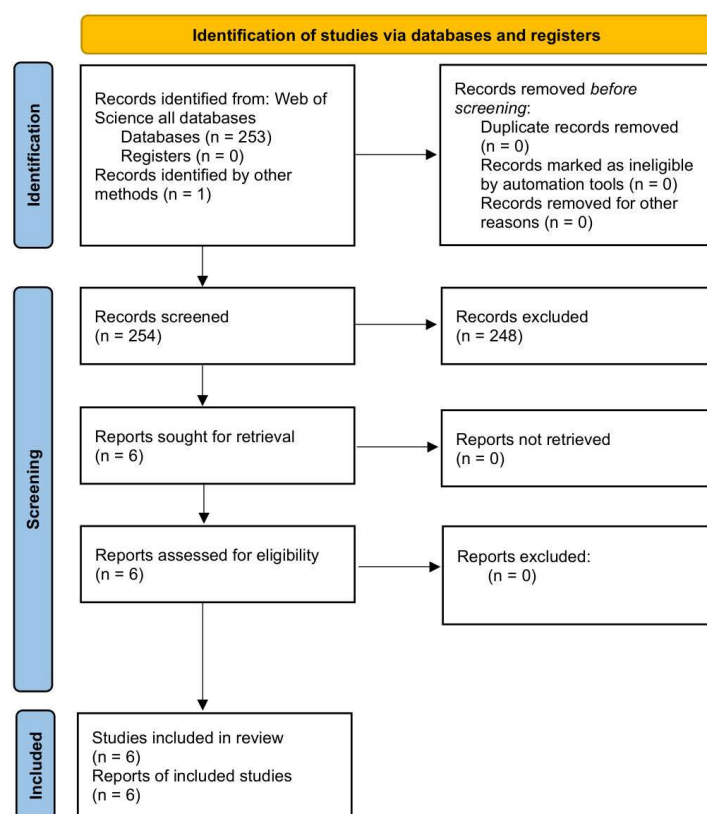 Identification of studies via databases and registers
Identification
Records identified from: Web of
Science all databases
Databases (n = 253)
Registers (n = 0)
Records identified by other
methods (n = 1)
Records removed before
screening:
Duplicate records removed
(n = 0)
Records marked as ineligible
by automation tools (n = 0)
Records removed for other
reasons (n = 0)
Screening
Records screened
(n = 254)
Records excluded
(n = 248)
Reports sought for retrieval
(n = 6)
Reports not retrieved
(n = 0)
Reports assessed for eligibility
(n = 6)
Reports excluded:
(n = 0)
Included
Studies included in review
(n = 6)
Reports of included studies
(n = 6)